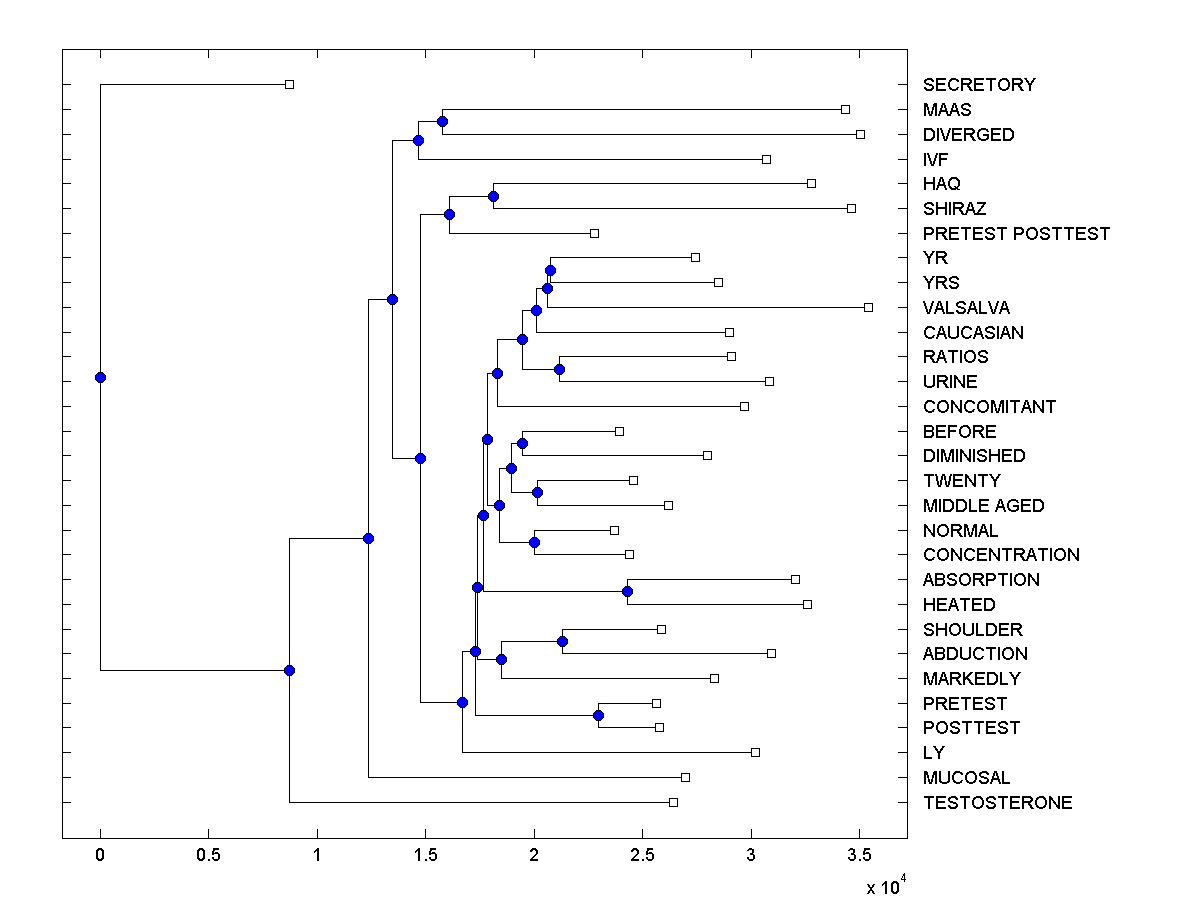 SECRETORY
MAAS
DIVERGED
IVF
HAQ
SHIRAZ
PRETEST POSTTEST
YR
YRS
VALSALVA
CAUCASIAN
RATIOS
URINE
CONCOMITANT
BEFORE
DIMINISHED
TWENTY
MIDDLE AGED
NORMAL
CONCENTRATION
ABSORPTION
HEATED
SHOULDER
ABDUCTION
MARKEDLY
PRETEST
POSTTEST
LY
MUCOSAL
TESTOSTERONE
0 0.5 1 1.5 2 2.5 3 3.5
x 10^4